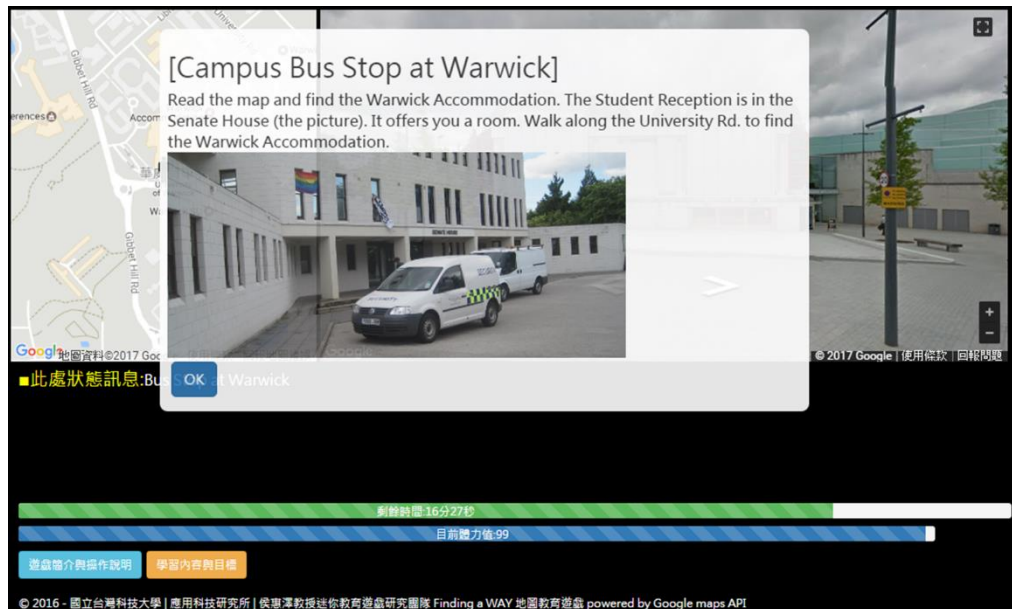 Gibbet Hill Rd
erences
Accom
Gibbet Hill Rd
[Campus Bus Stop at Warwick]
Read the map and find the Warwick Accommodation. The Student Reception is in the
Senate House (the picture). It offers you a room. Walk along the University Rd. to find
the Warwick Accommodation.
SENATE HOUSE
OK
Google
地圖資料©2017 Goo
© 2017 Google | 使用條款 | 回報問題
■此處狀態訊息:Bus Stop at Warwick
剩餘時間:16分27秒
目前體力值:99
遊戲簡介與操作說明
學習內容與目標
© 2016 - 國立台灣科技大學 | 應用科技研究所 | 侯惠澤教授迷你教育遊戲研究團隊 Finding a WAY 地圖教育遊戲 powered by Google maps API